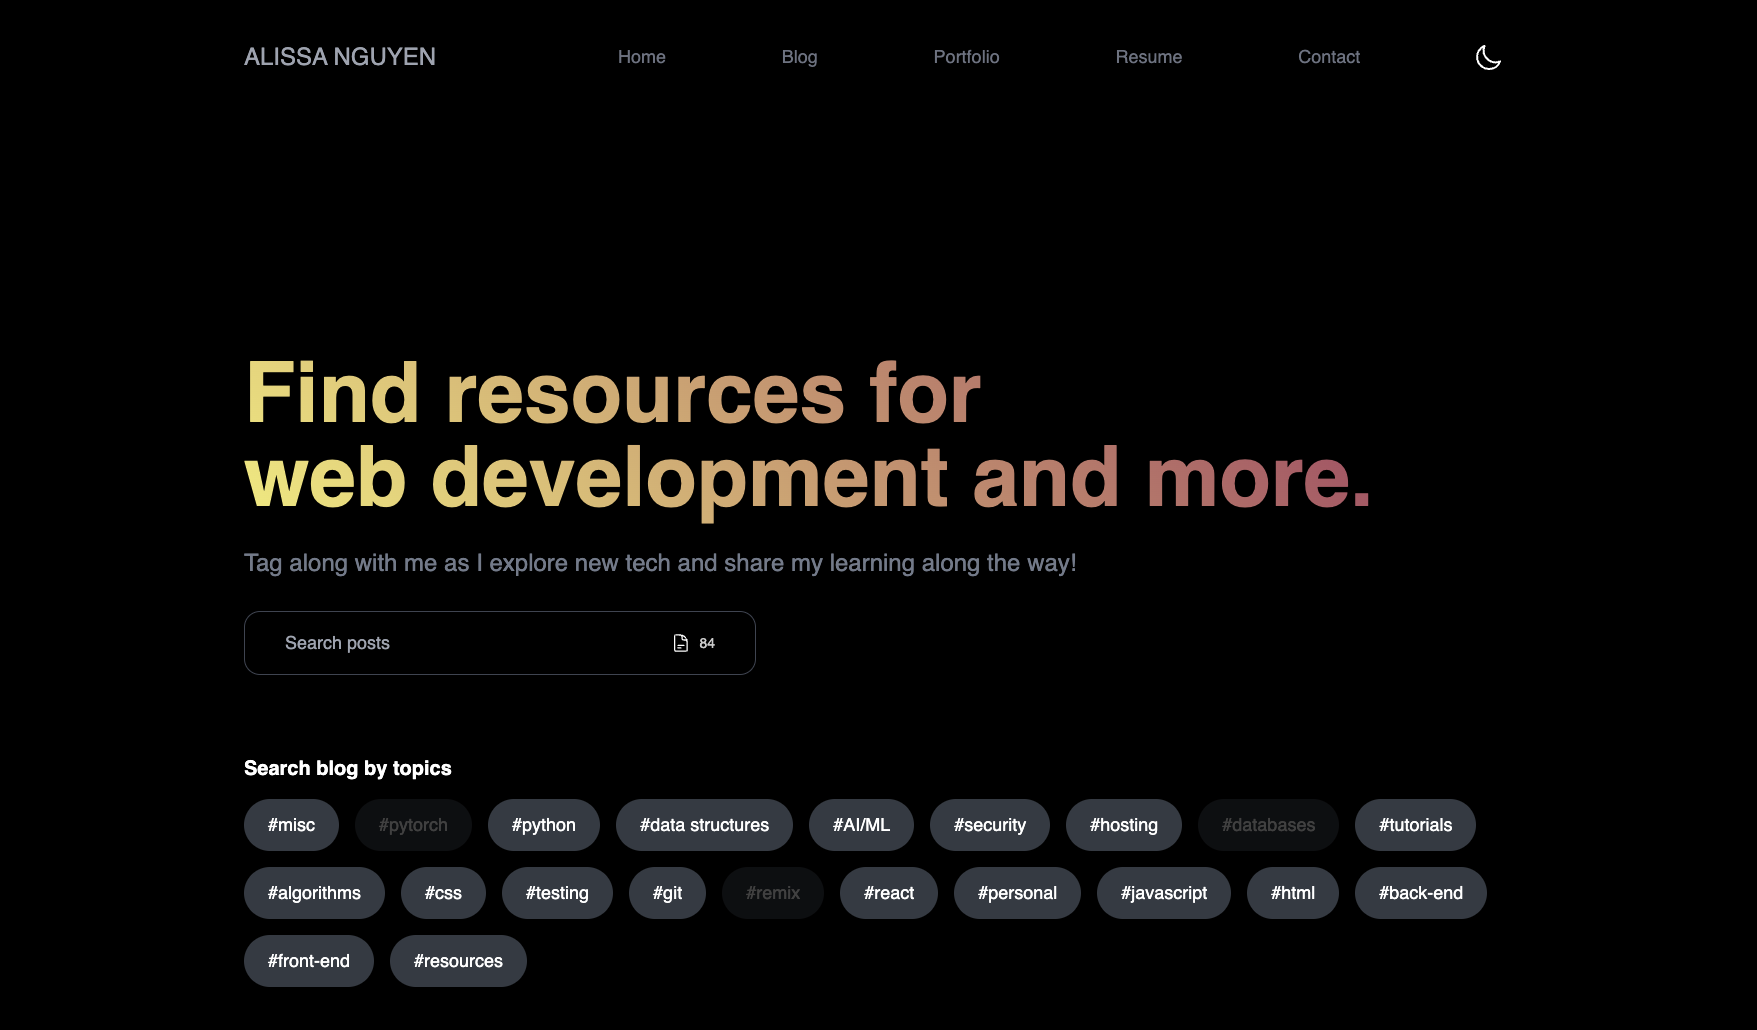 ALISSA NGUYEN Home Blog Portfolio Resume Contact
Find resources for
web development and more.
Tag along with me as I explore new tech and share my learning along the way!
Search posts 84
Search blog by topics
#misc #pytorch #python #data structures #AI/ML #security #hosting #databases #tutorials
#algorithms #css #testing #git #remix #react #personal #javascript #html #back-end
#front-end #resources